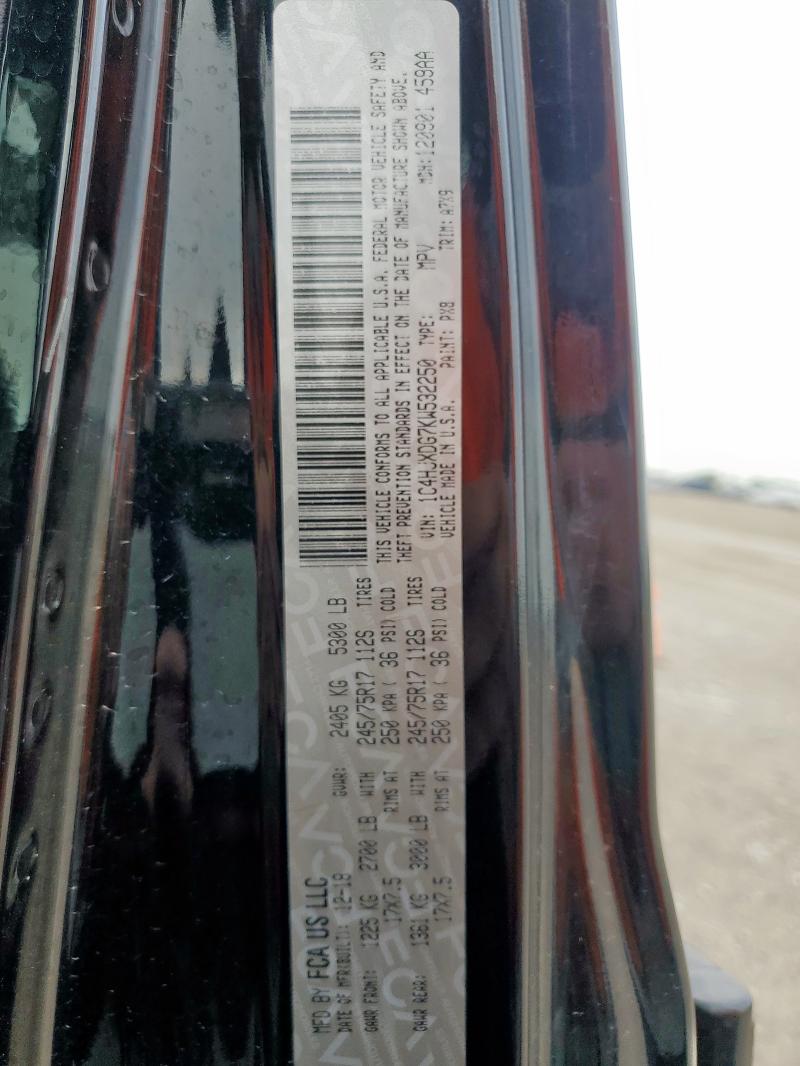 MFD BY FCA US LLC
DATE OF MFR(BUILT): 12-18 GVWR: 2405 KG 5300 LB
GAWR FRONT: 1225 KG 2700 LB WITH 245/75R17 112S TIRES
17X7.5 RIMS AT 250 KPA ( 36 PSI) COLD
GAWR REAR: 1361 KG 3000 LB WITH 245/75R17 112S TIRES
17X7.5 RIMS AT 250 KPA ( 36 PSI) COLD
THIS VEHICLE CONFORMS TO ALL APPLICABLE U.S.A. FEDERAL MOTOR VEHICLE SAFETY AND
THEFT PREVENTION STANDARDS IN EFFECT ON THE DATE OF MANUFACTURE SHOWN ABOVE.
VIN: 1C4HJXDG7KW532250 TYPE: MPV MDH: 120901 459AA
VEHICLE MADE IN U.S.A. PAINT: PX8 TRIM: A7X9